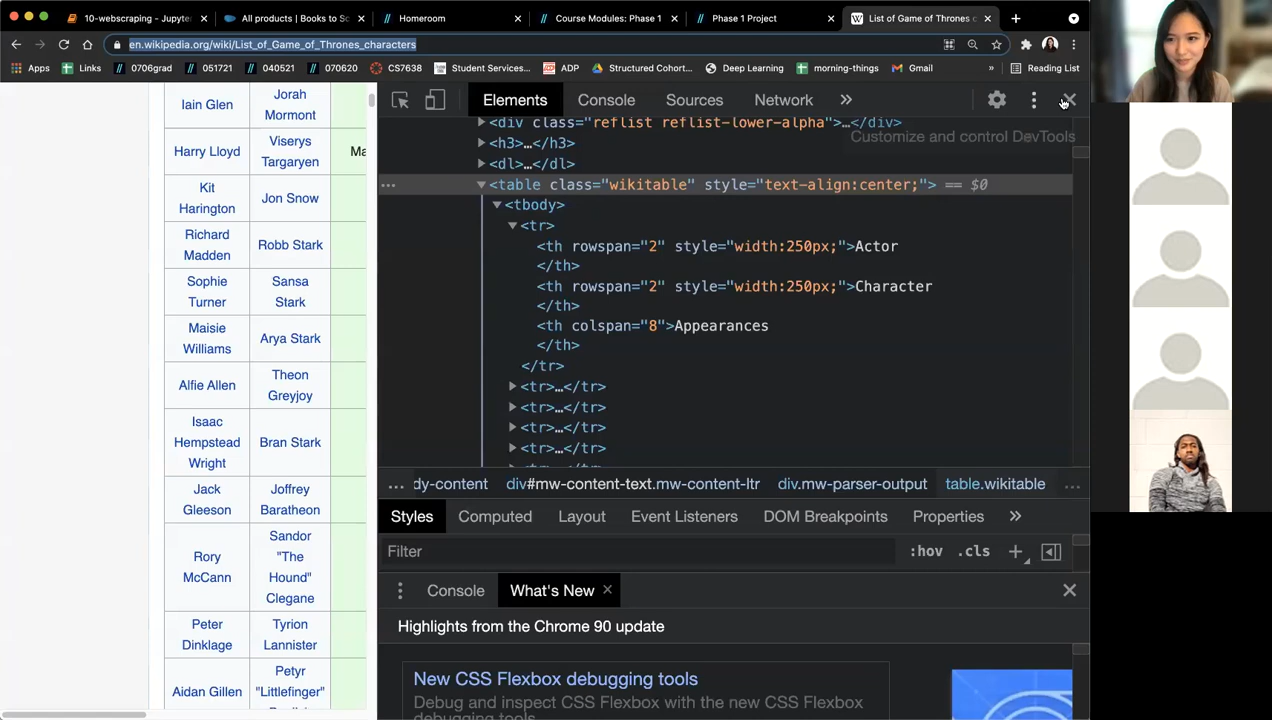 10-webscraping - Jupyter
All products | Books to Sc
Homeroom
Course Modules: Phase 1
Phase 1 Project
List of Game of Thrones c
en.wikipedia.org/wiki/List_of_Game_of_Thrones_characters
Apps Links 0706grad 051721 040521 070620 CS7638 Student Services... ADP Structured Cohort... Deep Learning morning-things Gmail » Reading List
Iain Glen
Jorah
Mormont
Harry Lloyd
Viserys
Targaryen
Ma
Kit
Harington
Jon Snow
Richard
Madden
Robb Stark
Sophie
Turner
Sansa
Stark
Maisie
Williams
Arya Stark
Alfie Allen
Theon
Greyjoy
Isaac
Hempstead
Wright
Bran Stark
Jack
Gleeson
Joffrey
Baratheon
Rory
McCann
Sandor
"The
Hound"
Clegane
Peter
Dinklage
Tyrion
Lannister
Aidan Gillen
Petyr
"Littlefinger"
Elements Console Sources Network »
Customize and control DevTools
<div class="reflist reflist-lower-alpha">…</div>
<h3>…</h3>
<dl>…</dl>
<table class="wikitable" style="text-align:center;"> == $0
<tbody>
<tr>
<th rowspan="2" style="width:250px;">Actor
</th>
<th rowspan="2" style="width:250px;">Character
</th>
<th colspan="8">Appearances
</th>
</tr>
<tr>…</tr>
<tr>…</tr>
<tr>…</tr>
<tr>…</tr>
... dy-content div#mw-content-text.mw-content-ltr div.mw-parser-output table.wikitable ...
Styles Computed Layout Event Listeners DOM Breakpoints Properties »
Filter :hov .cls +
Console What's New ×
Highlights from the Chrome 90 update
New CSS Flexbox debugging tools
Debug and inspect CSS Flexbox with the new CSS Flexbox
debugging tools.